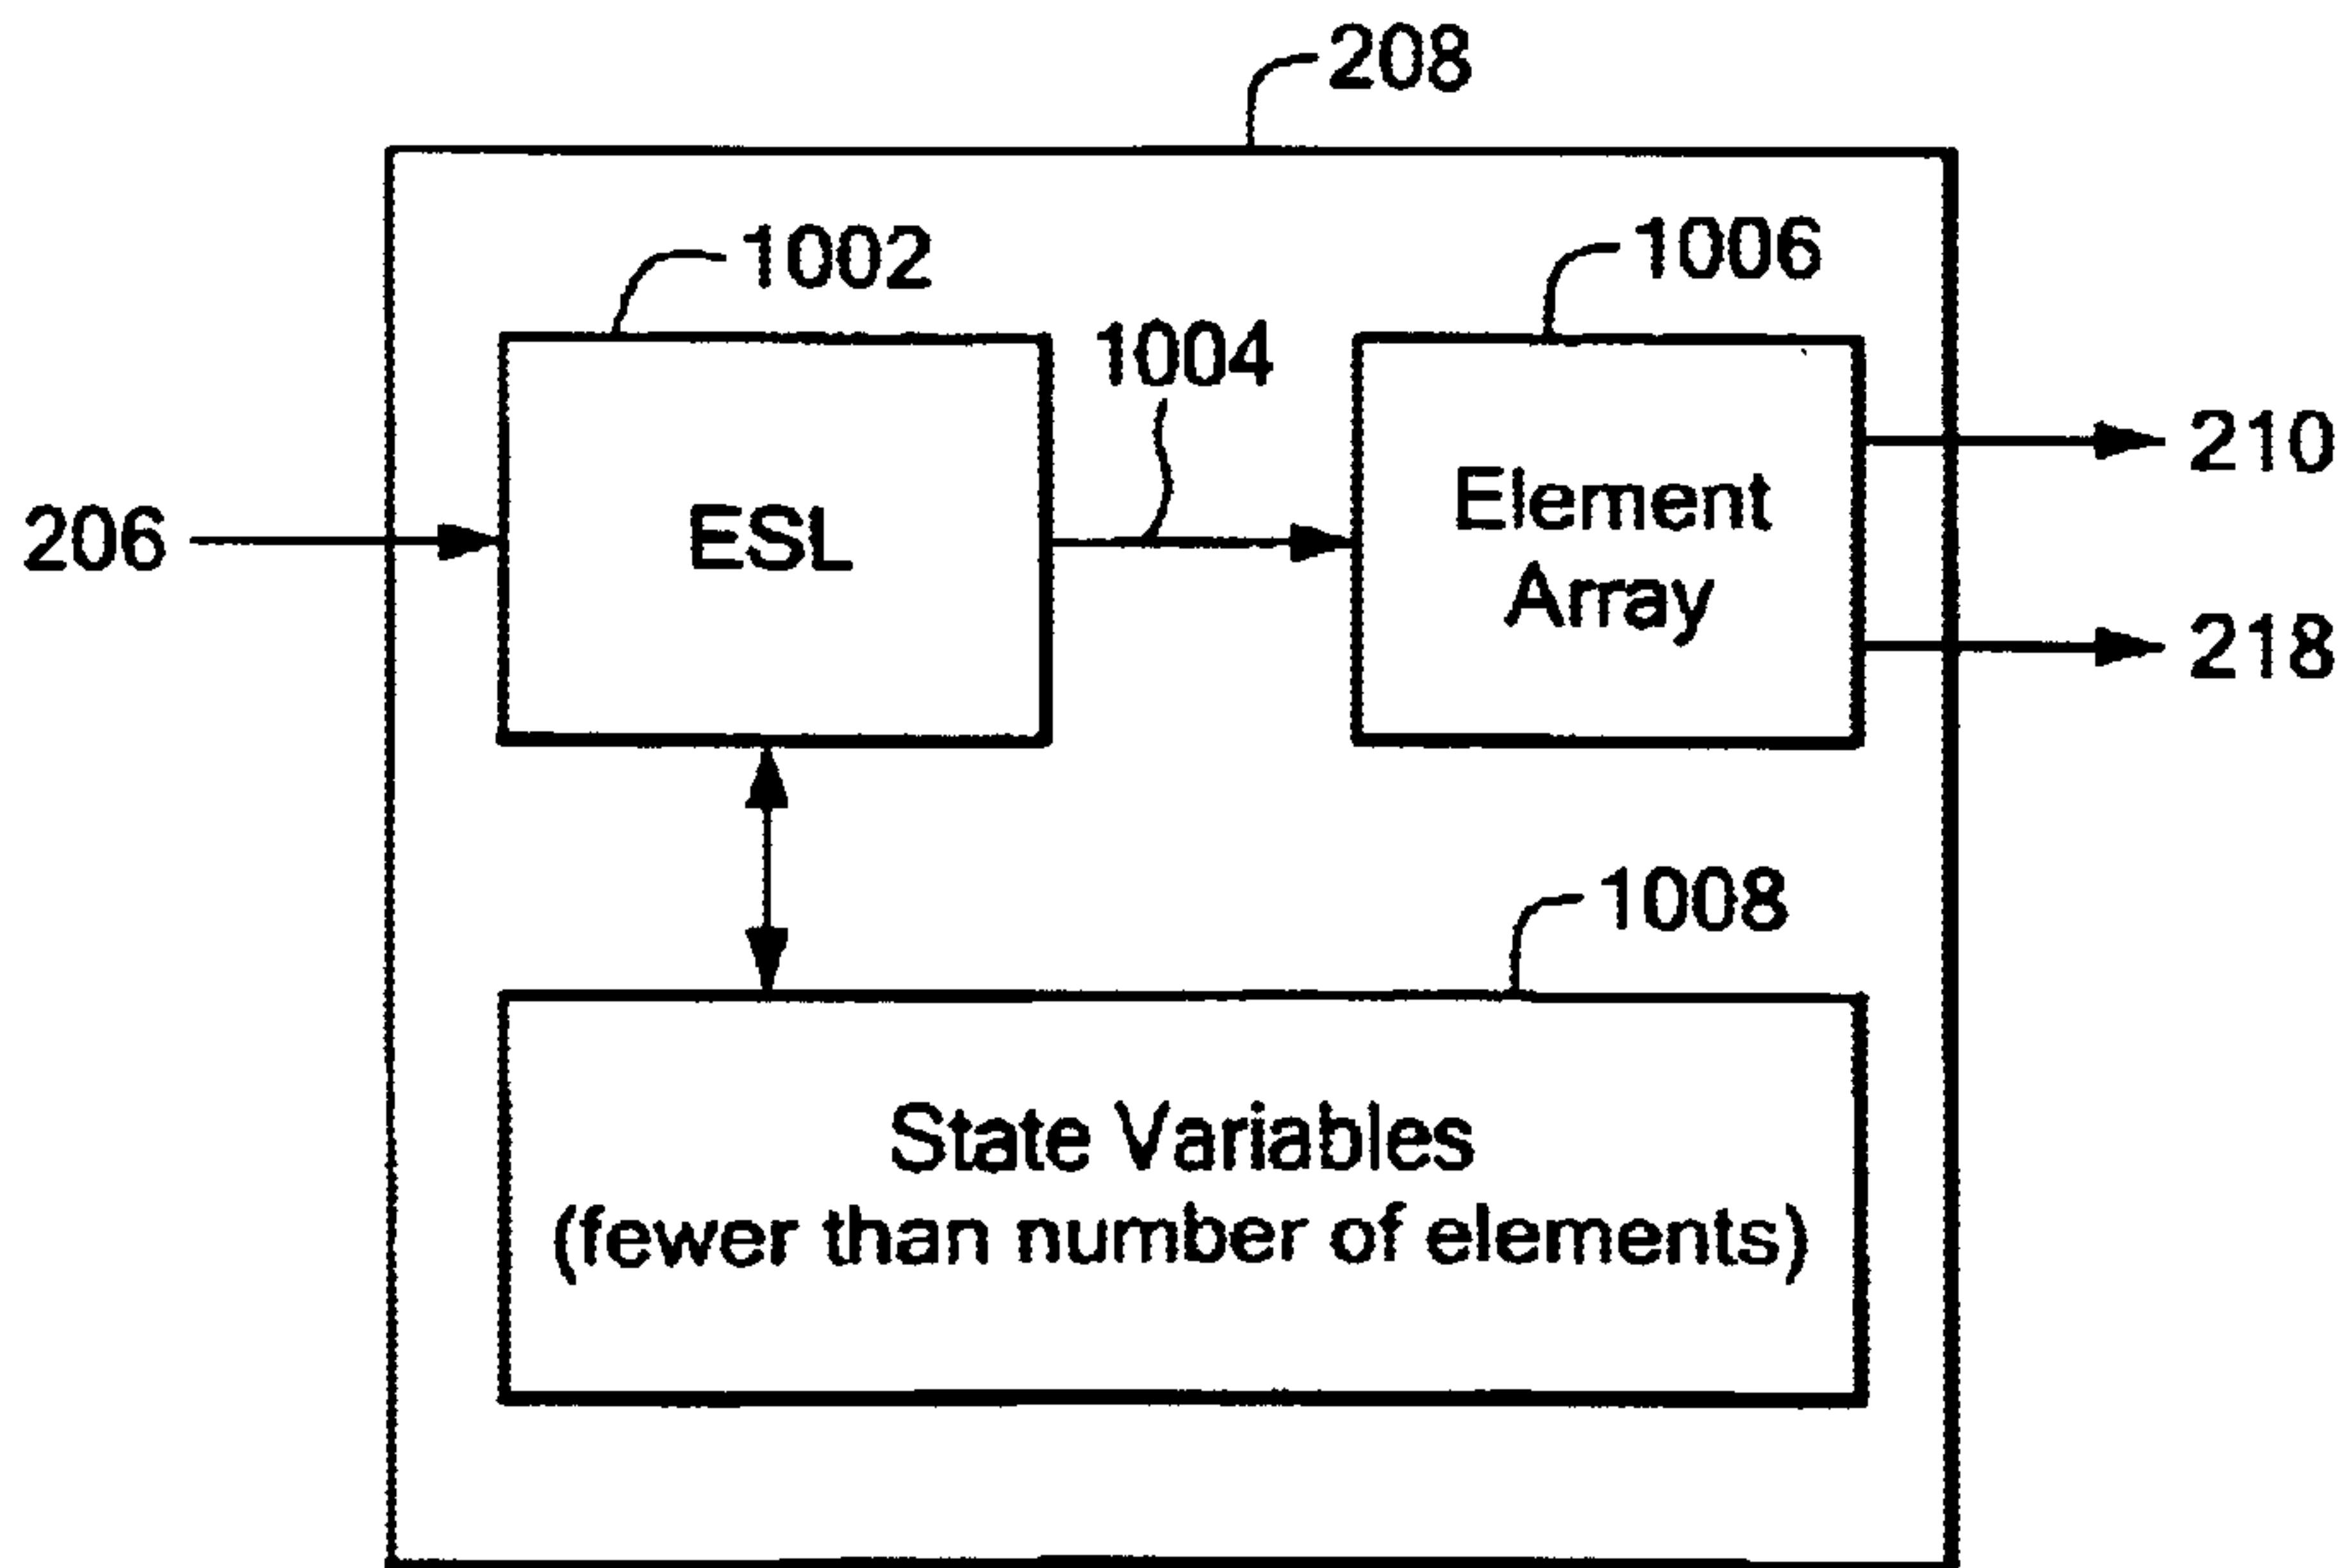 208
1002
1006
1004
206
ESL
Element
Array
210
218
1008
State Variables
(fewer than number of elements)